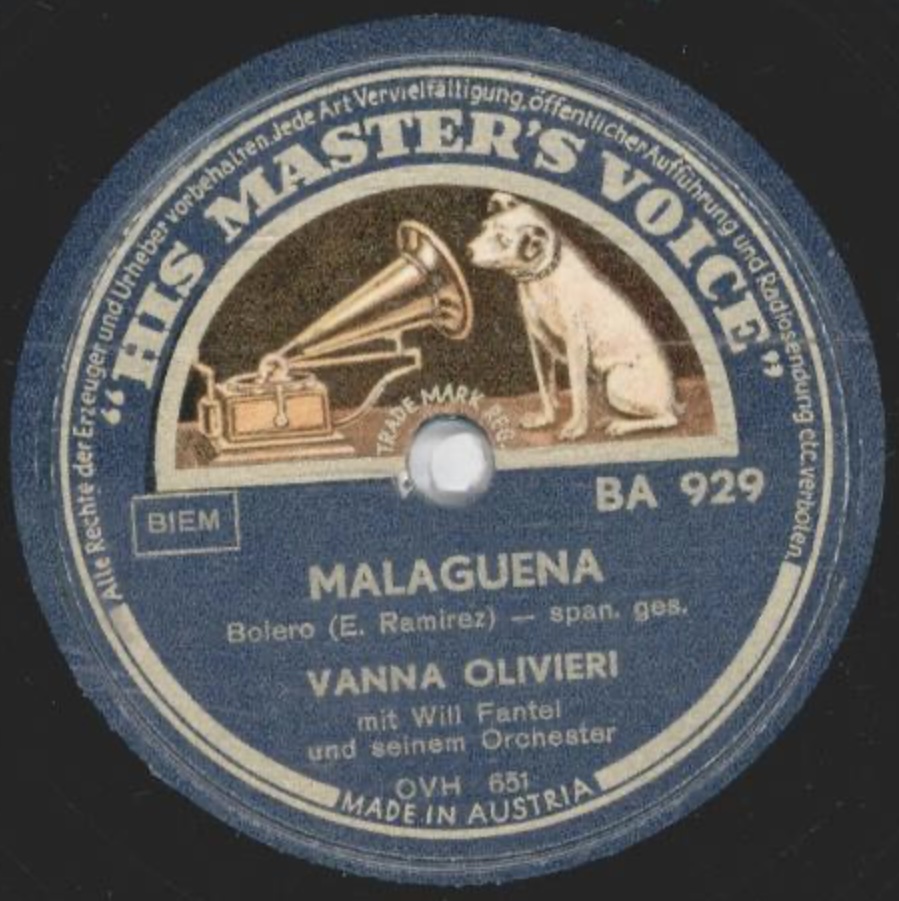 Alle Rechte der Erzeuger und Urheber vorbehalten. Jede Art Vervielfältigung, öffentlicher Aufführung und Radiosendung etc. verboten.
“HIS MASTER'S VOICE”
TRADE MARK REG
BIEM
BA 929
MALAGUENA
Bolero (E. Ramirez) — span. ges.
VANNA OLIVIERI
mit Will Fantel
und seinem Orchester
OVH 651
MADE IN AUSTRIA